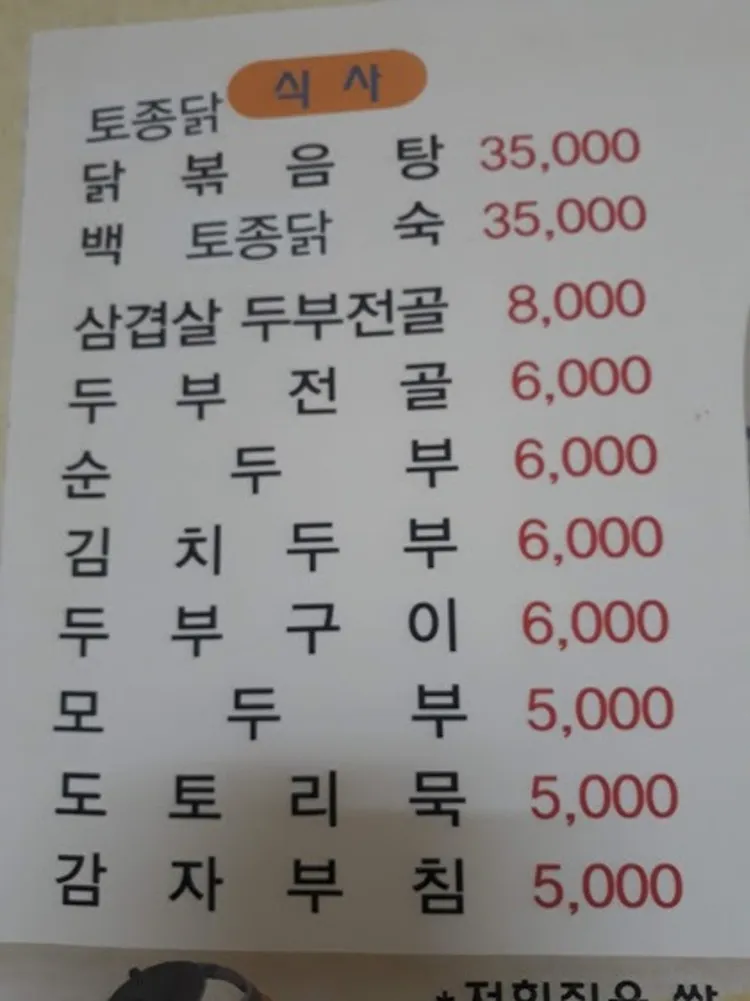 식 사
토종닭
닭 볶 음 탕 35,000
백 토종닭 숙 35,000
삼겹살 두부전골 8,000
두 부 전 골 6,000
순 두 부 6,000
김 치 두 부 6,000
두 부 구 이 6,000
모 두 부 5,000
도 토 리 묵 5,000
감 자 부 침 5,000